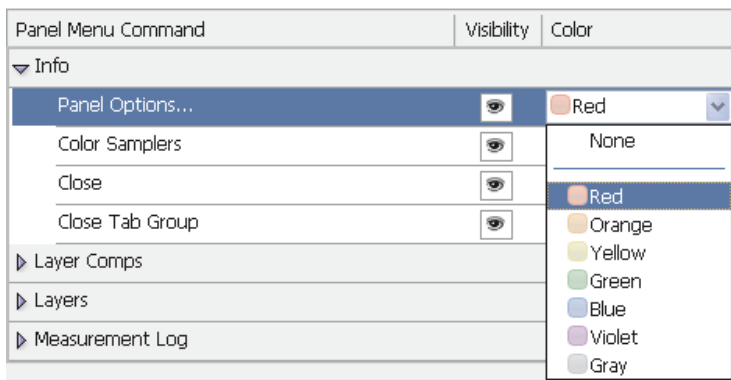 Panel Menu Command Visibility Color
Info
Panel Options... Red
Color Samplers
Close
Close Tab Group
Layer Comps
Layers
Measurement Log
None
Red
Orange
Yellow
Green
Blue
Violet
Gray